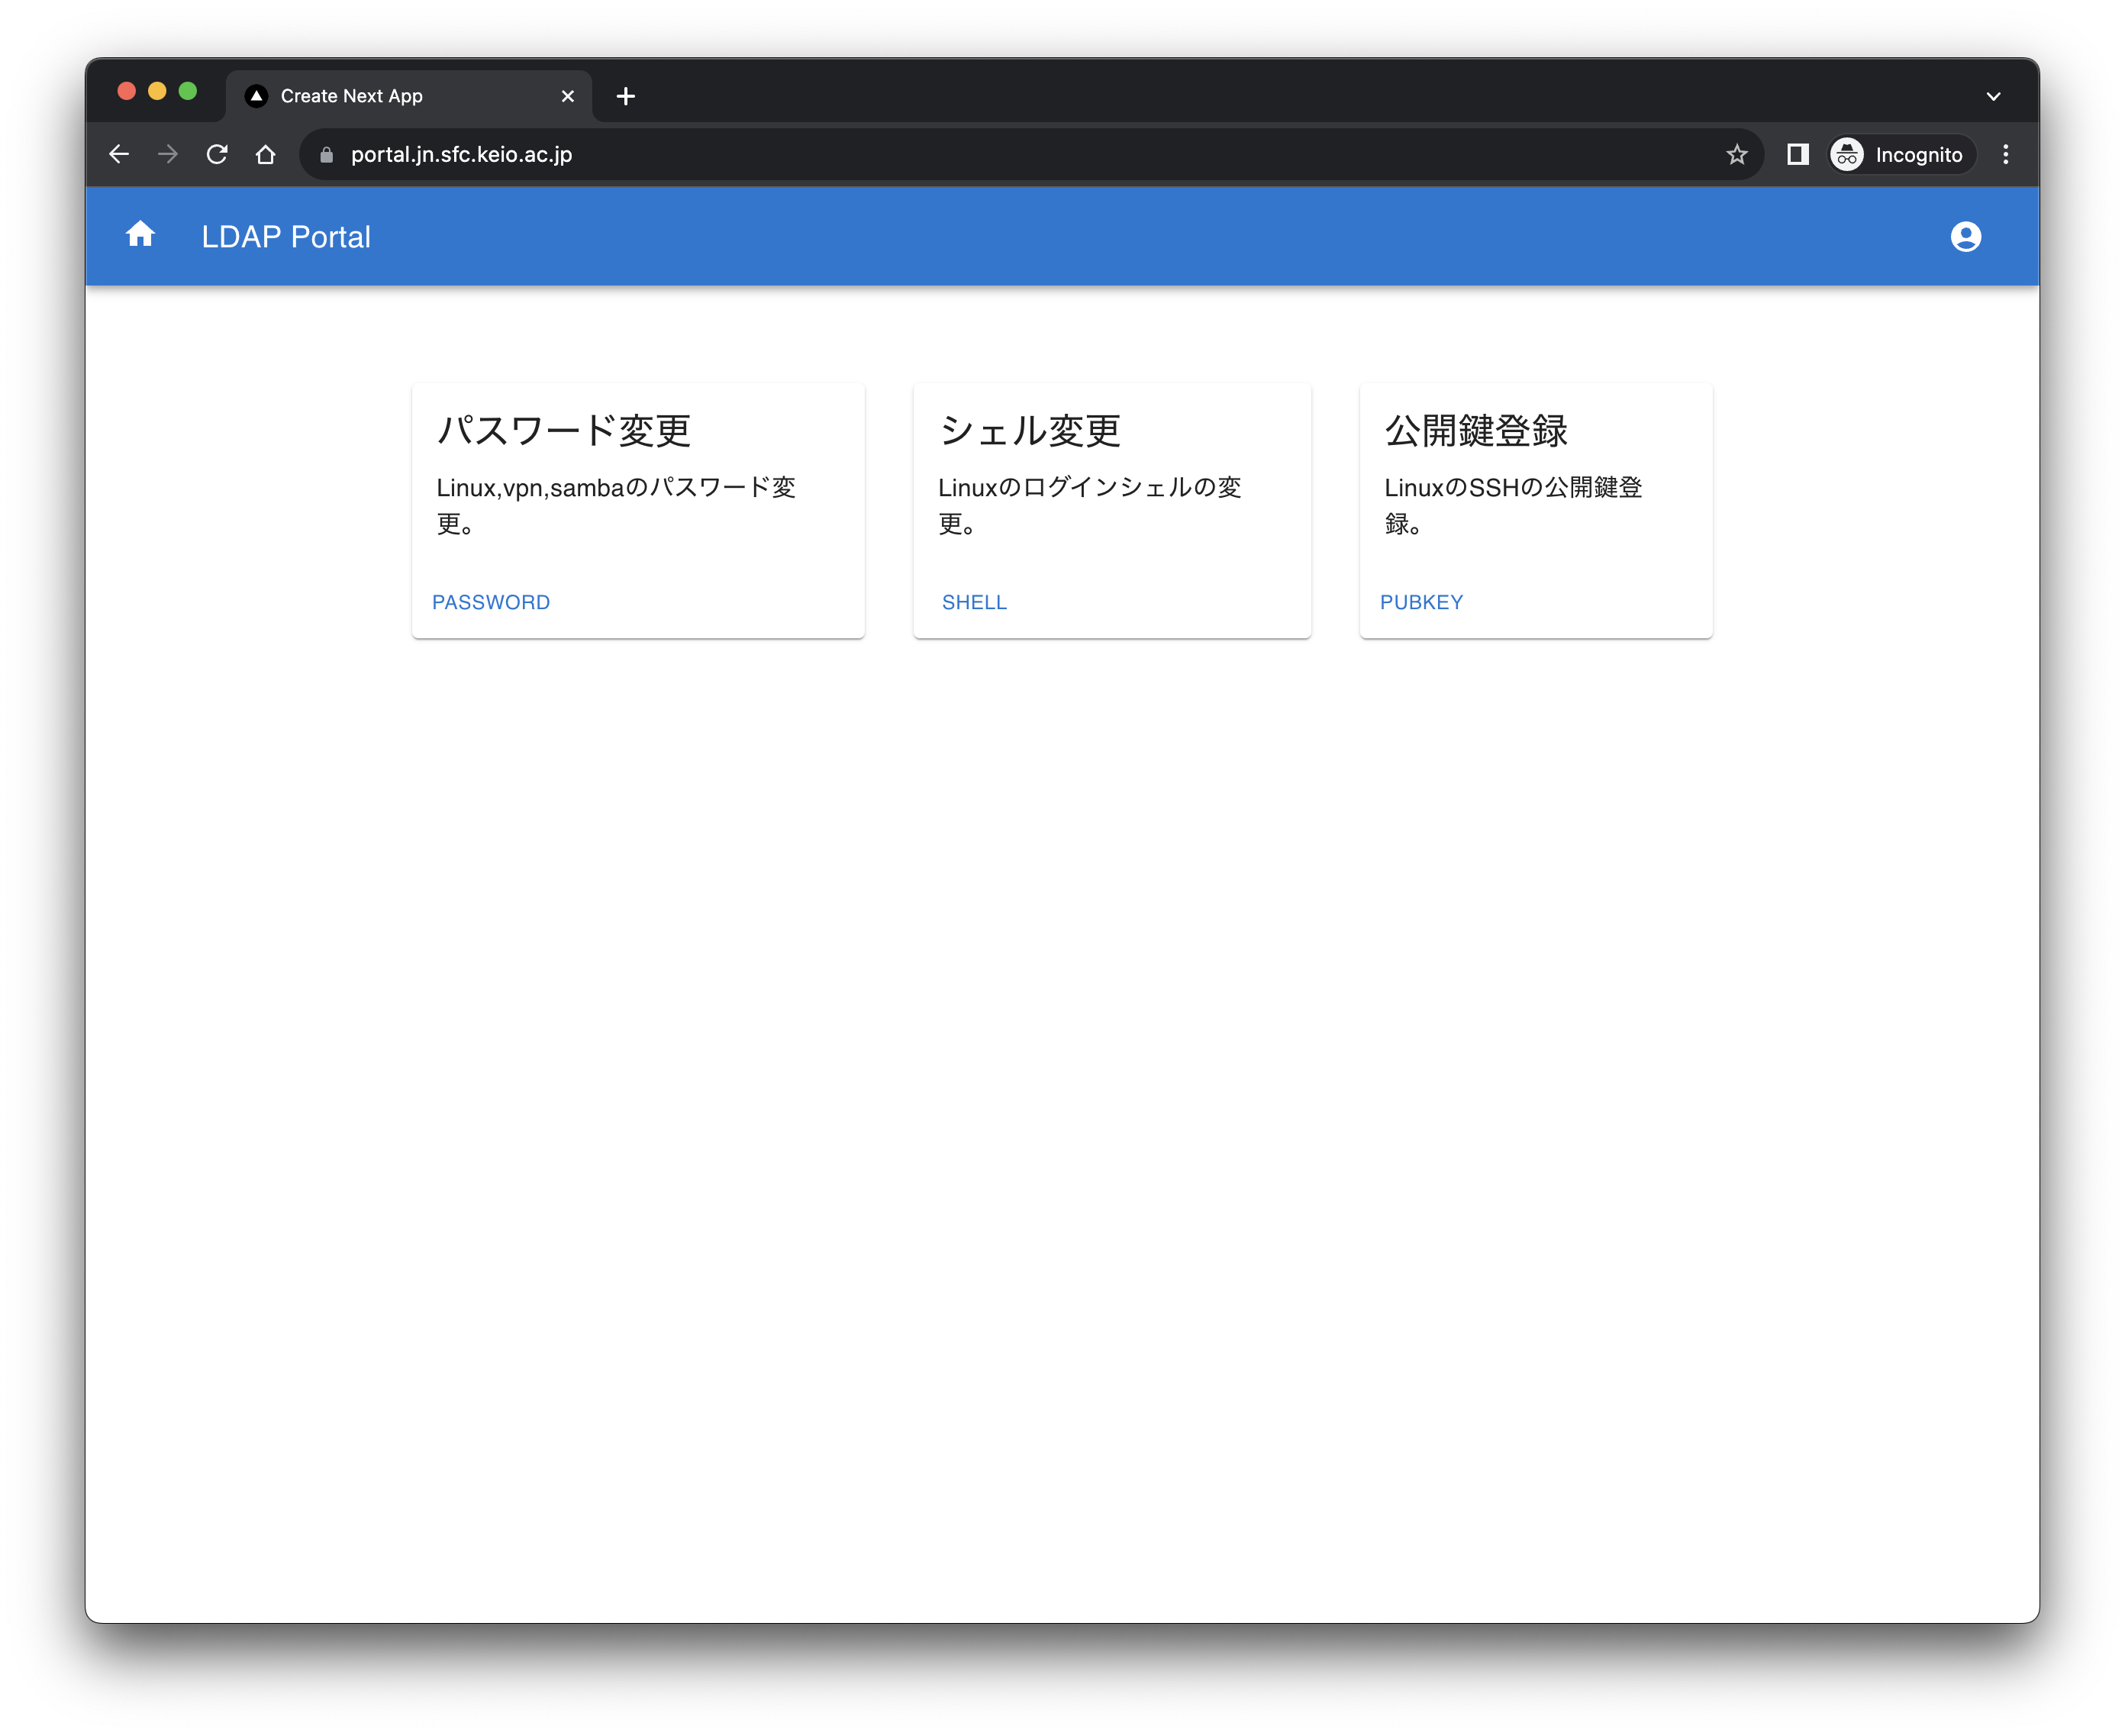 Create Next App
portal.jn.sfc.keio.ac.jp
Incognito
LDAP Portal
パスワード変更
Linux,vpn,sambaのパスワード変
更。
PASSWORD
シェル変更
Linuxのログインシェルの変
更。
SHELL
公開鍵登録
LinuxのSSHの公開鍵登
録。
PUBKEY